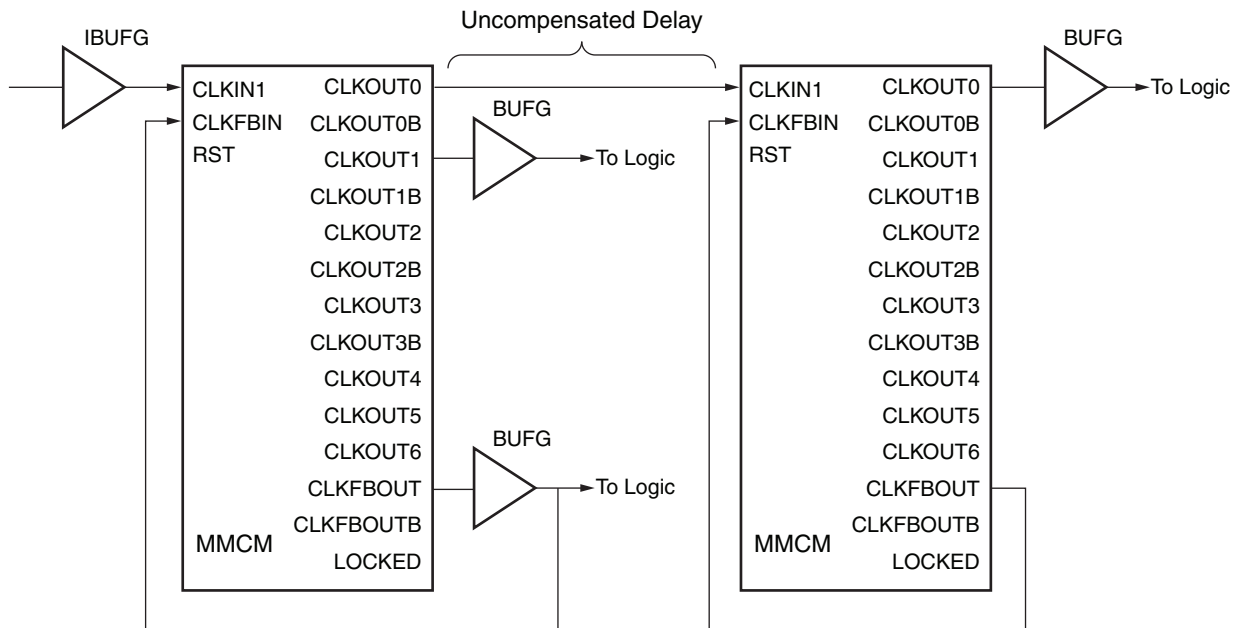 Uncompensated Delay
IBUFG
CLKIN1
CLKFBIN
RST
CLKOUT0
CLKOUT0B
CLKOUT1
CLKOUT1B
CLKOUT2
CLKOUT2B
CLKOUT3
CLKOUT3B
CLKOUT4
CLKOUT5
CLKOUT6
CLKFBOUT
CLKFBOUTB
LOCKED
MMCM
BUFG
To Logic
BUFG
To Logic
CLKIN1
CLKFBIN
RST
CLKOUT0
CLKOUT0B
CLKOUT1
CLKOUT1B
CLKOUT2
CLKOUT2B
CLKOUT3
CLKOUT3B
CLKOUT4
CLKOUT5
CLKOUT6
CLKFBOUT
CLKFBOUTB
LOCKED
MMCM
BUFG
To Logic